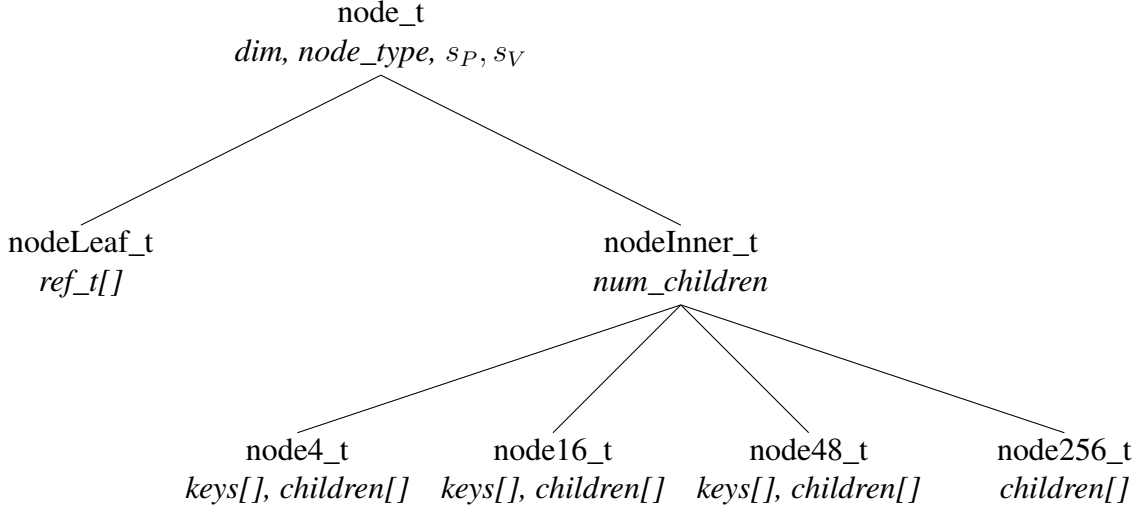 node_t
dim, node_type, s_P, s_V
nodeLeaf_t nodeInner_t
ref_t[] num_children
node4_t node16_t node48_t node256_t
keys[], children[] keys[], children[] keys[], children[] children[]